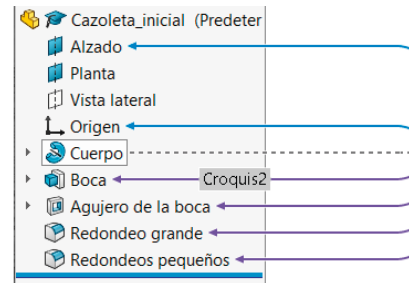 Cazoleta_inicial (Predeter
Alzado
Planta
Vista lateral
Origen
Cuerpo
Boca
Croquis2
Agujero de la boca
Redondeo grande
Redondeos pequeños